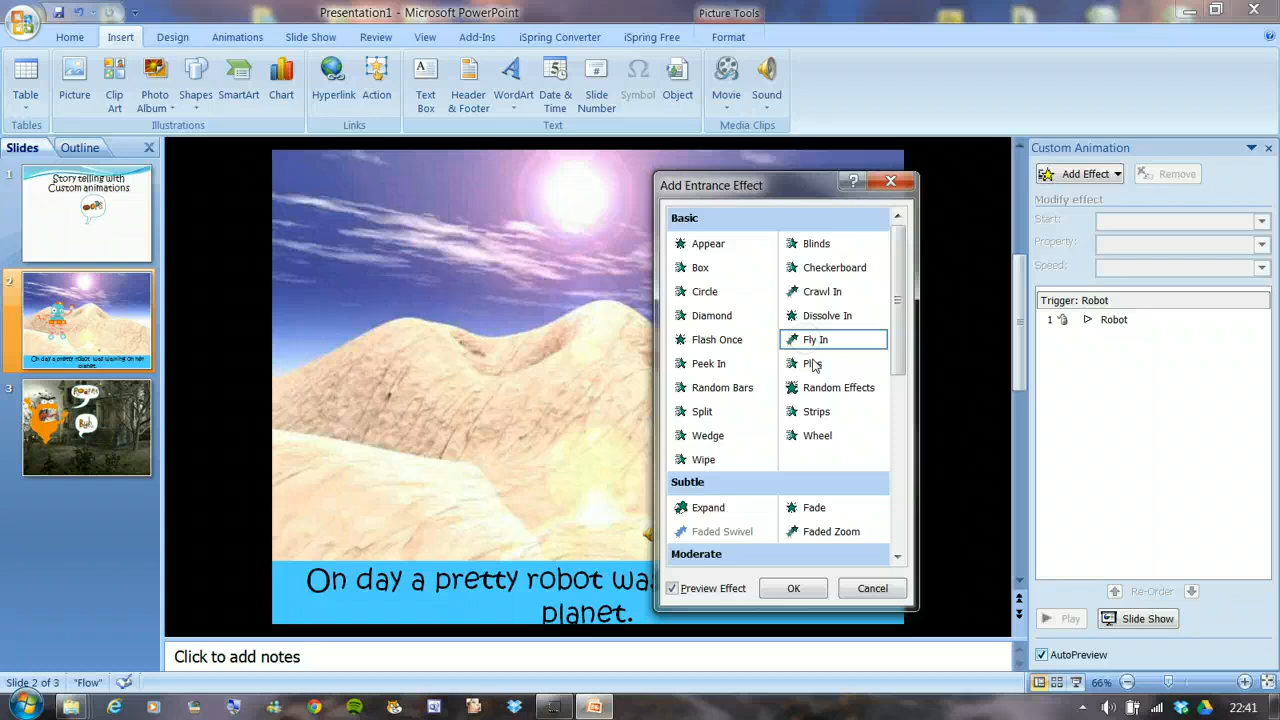 Presentation1 - Microsoft PowerPoint
Picture Tools
Home Insert Design Animations Slide Show Review View Add-Ins iSpring Converter iSpring Free Format
Table Picture Clip Art Photo Album Shapes SmartArt Chart Hyperlink Action Text Box Header & Footer WordArt Date & Time Slide Number Symbol Object Movie Sound
Tables Illustrations Links Text Media Clips
Slides Outline
1
Story telling with
Custom animations
OOPS
2
On day a pretty robot was walking on her
planet.
3
On day a pretty robot wa
planet.
Add Entrance Effect
Basic
Appear Blinds
Box Checkerboard
Circle Crawl In
Diamond Dissolve In
Flash Once Fly In
Peek In
Random Bars Random Effects
Split Strips
Wedge Wheel
Wipe
Subtle
Expand Fade
Faded Swivel Faded Zoom
Moderate
Preview Effect OK Cancel
Custom Animation
Add Effect Remove
Modify effect
Start:
Property:
Speed:
Trigger: Robot
1 Robot
Re-Order
Play Slide Show
AutoPreview
Click to add notes
Slide 2 of 3 "Flow" 66%
22:41